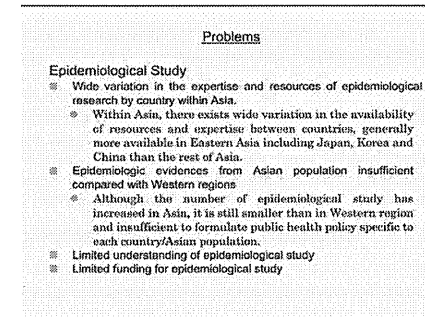 Problems
Epidemiological Study
Wide variation in the expertise and resources of epidemiological
research by country within Asia.
Within Asia, there exists wide variation in the availability
of resources and expertise between countries, generally
more available in Eastern Asia including Japan, Korea and
China than the rest of Asia.
Epidemiologic evidences from Asian population insufficient
compared with Western regions
Although the number of epidemiological study has
increased in Asia, it is still smaller than in Western region
and insufficient to formulate public health policy specific to
each country/Asian population.
Limited understanding of epidemiological study
Limited funding for epidemiological study